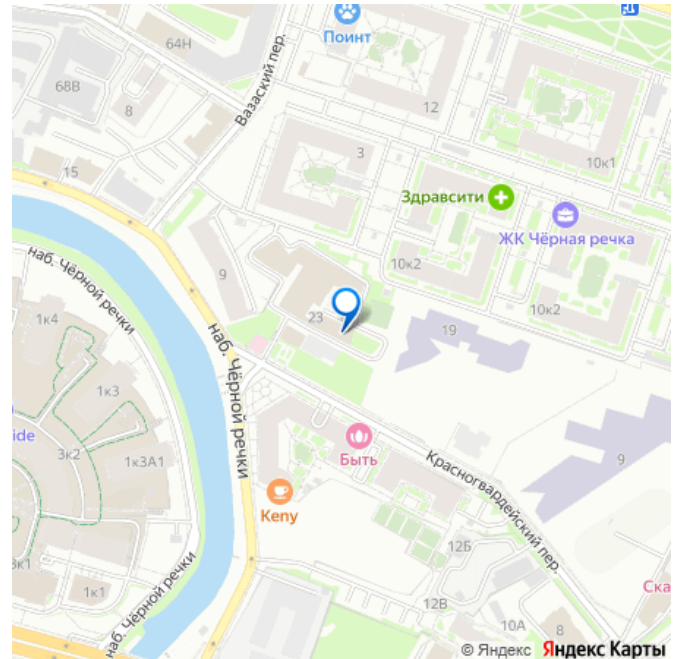 Поинт
64Н
68В
8
Вазаский пер.
12
3
10к1
15
Здравсити
ЖК Чёрная речка
наб. Чёрной речки
9
10к2
10к2
23
19
1к4
наб. Чёрной речки
1к3
ide
3к2
1к3А1
Быть
Красногвардейский пер.
9
Keny
12Б
наб. Чёрной речки
3к1
1к1
12В
10А
8
Ска
© Яндекс Яндекс Карты